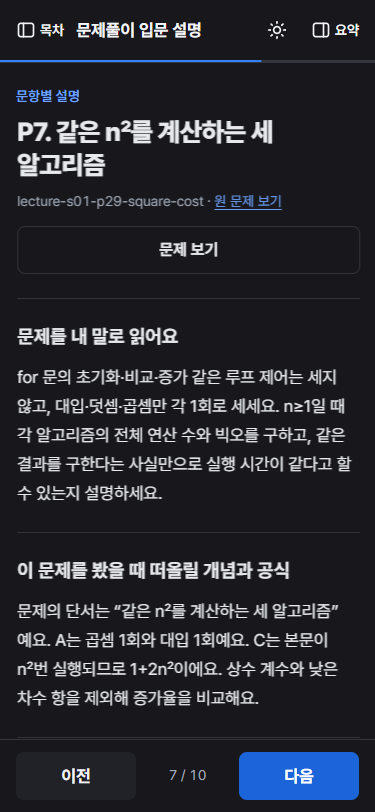 목차 문제풀이 입문 설명 요약
문항별 설명
P7. 같은 n²를 계산하는 세
알고리즘
lecture-s01-p29-square-cost · 원 문제 보기
문제 보기
문제를 내 말로 읽어요
for 문의 초기화·비교·증가 같은 루프 제어는 세지
않고, 대입·덧셈·곱셈만 각 1회로 세세요. n≥1일 때
각 알고리즘의 전체 연산 수와 빅오를 구하고, 같은
결과를 구한다는 사실만으로 실행 시간이 같다고 할
수 있는지 설명하세요.
이 문제를 봤을 때 떠올릴 개념과 공식
문제의 단서는 “같은 n²를 계산하는 세 알고리즘”
예요. A는 곱셈 1회와 대입 1회예요. C는 본문이
n²번 실행되므로 1+2n²이에요. 상수 계수와 낮은
차수 항을 제외해 증가율을 비교해요.
이전 7 / 10 다음